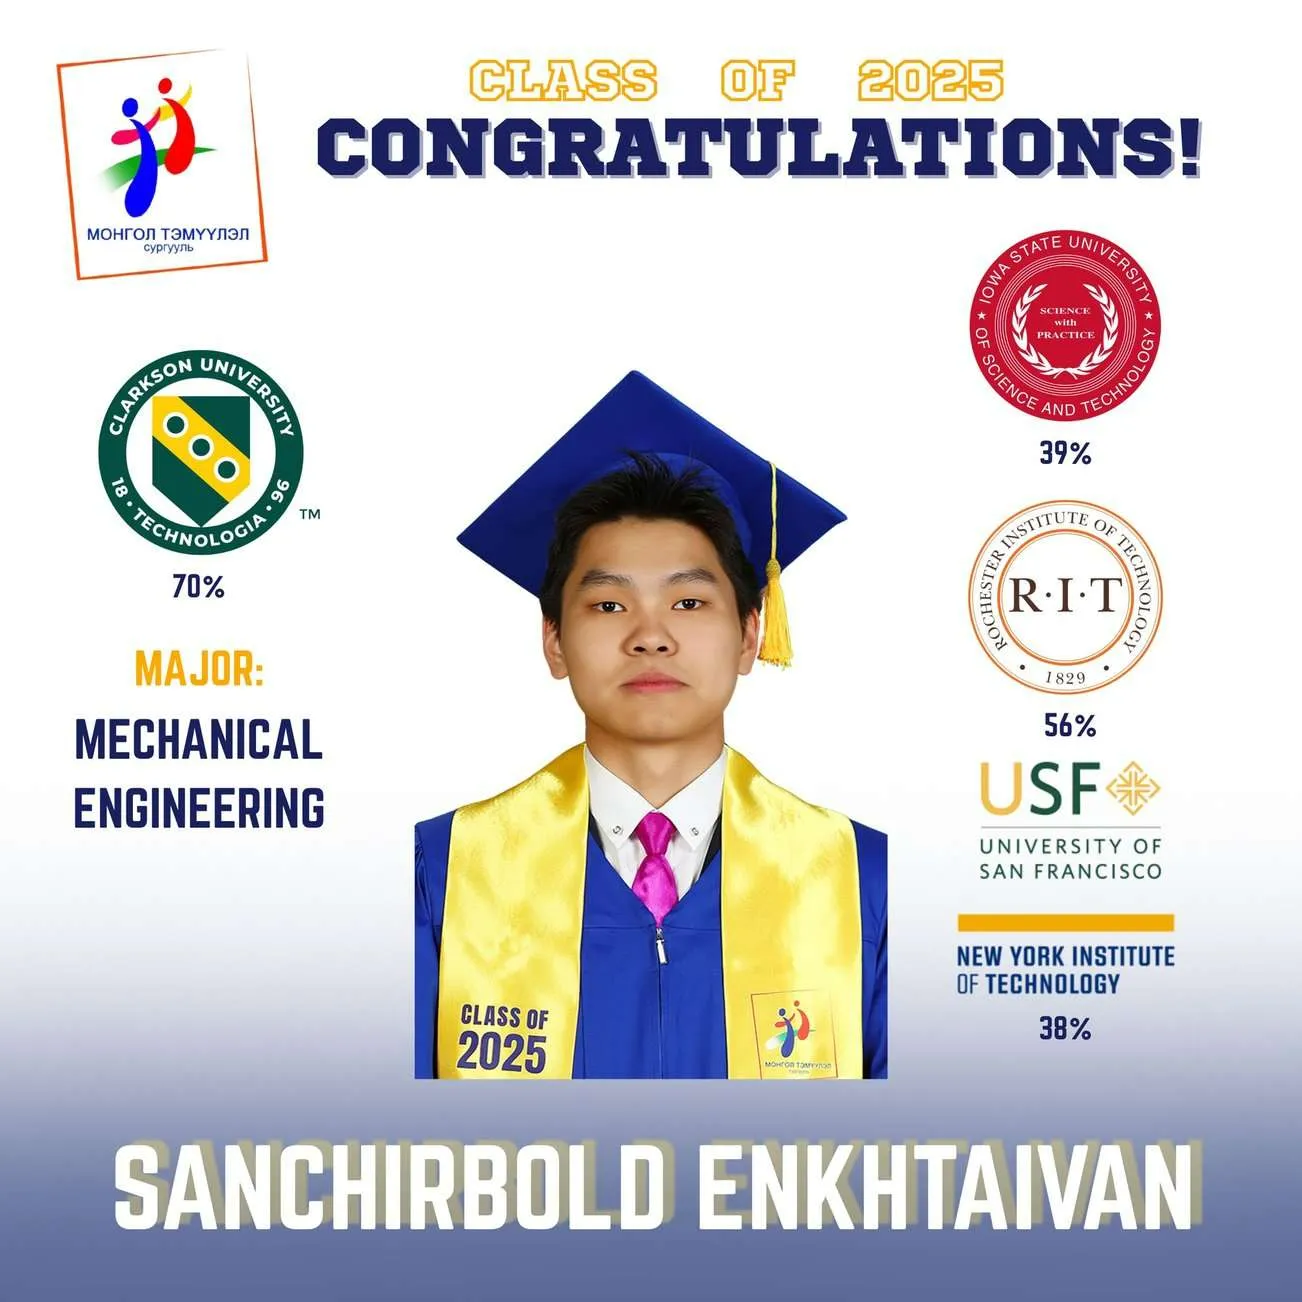 CLASS OF 2025
CONGRATULATIONS!
МОНГОЛ ТЭМҮҮЛЭЛ
сургууль
CLARKSON UNIVERSITY
18 • TECHNOLOGIA • 96
TM
70%
MAJOR:
MECHANICAL
ENGINEERING
IOWA STATE UNIVERSITY
OF SCIENCE AND TECHNOLOGY
SCIENCE
with
PRACTICE
39%
ROCHESTER INSTITUTE OF TECHNOLOGY
R·I·T
• 1829 •
56%
USF
UNIVERSITY OF
SAN FRANCISCO
NEW YORK INSTITUTE
OF TECHNOLOGY
38%
CLASS OF
2025
МОНГОЛ ТЭМҮҮЛЭЛ
SANCHIRBOLD ENKHTAIVAN